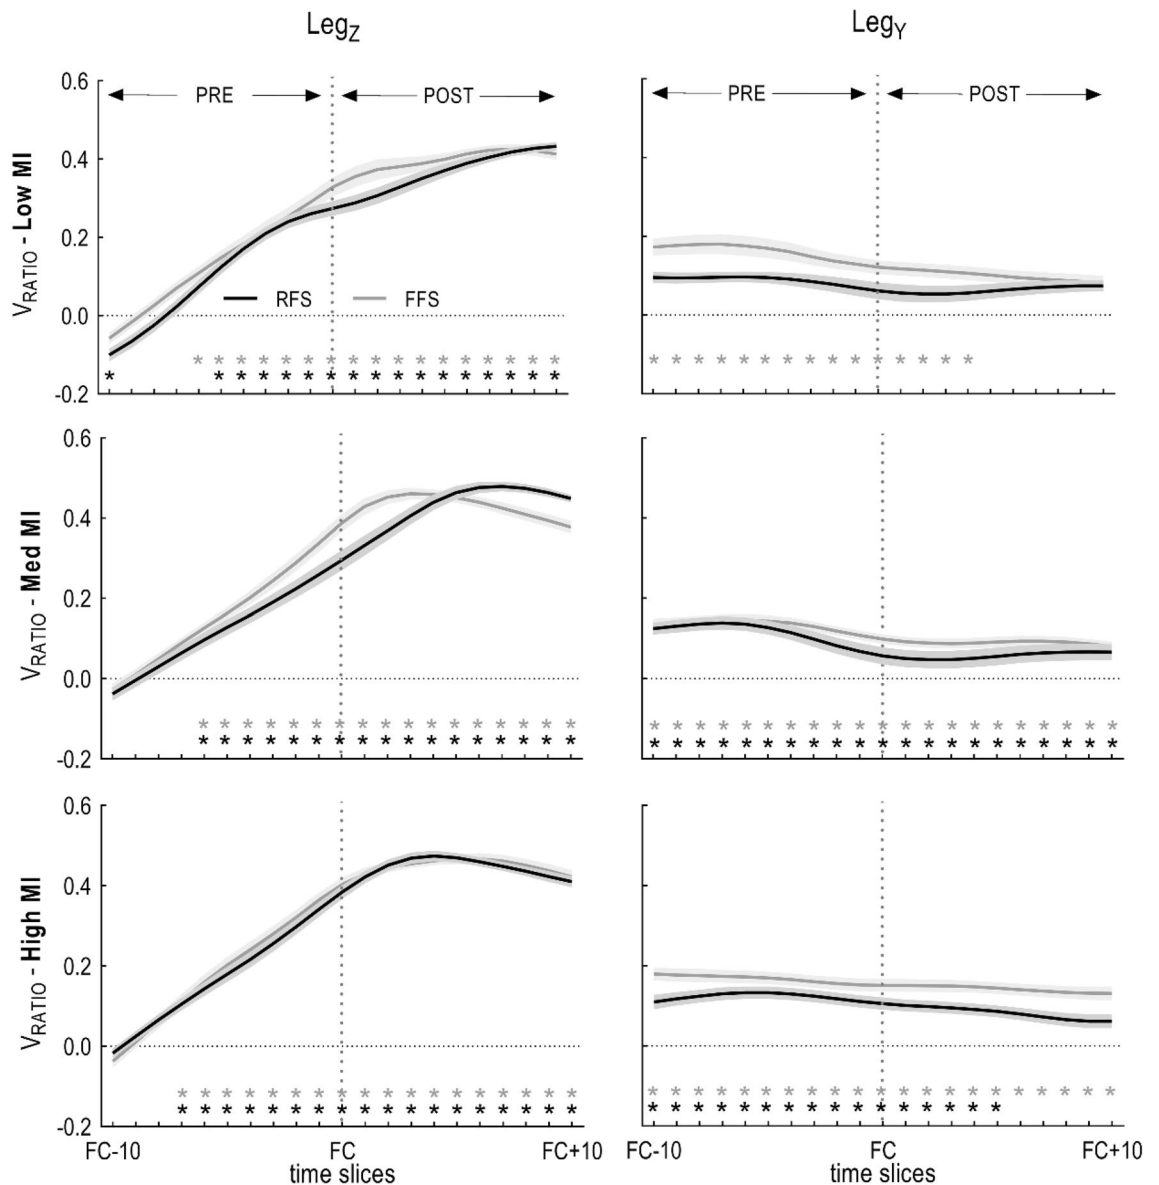 Leg_Z
Leg_Y
0.6
PRE
POST
PRE
POST
0.4
0.2
0.0
-0.2
V_RATIO - Low MI
RFS
FFS
* * * * * * * * * * * * * * * * *
* * * * * * * * * * * * * * * * *
* * * * * * * * * * * * * * *
0.6
0.4
0.2
0.0
-0.2
V_RATIO - Med MI
* * * * * * * * * * * * * * * * *
* * * * * * * * * * * * * * * * *
* * * * * * * * * * * * * * * * * * * * *
* * * * * * * * * * * * * * * * * * * * *
0.6
0.4
0.2
0.0
-0.2
V_RATIO - High MI
* * * * * * * * * * * * * * * * * *
* * * * * * * * * * * * * * * * * *
* * * * * * * * * * * * * * * * * * * * *
* * * * * * * * * * * * * * * *
FC-10
FC
FC+10
FC-10
FC
FC+10
time slices
time slices